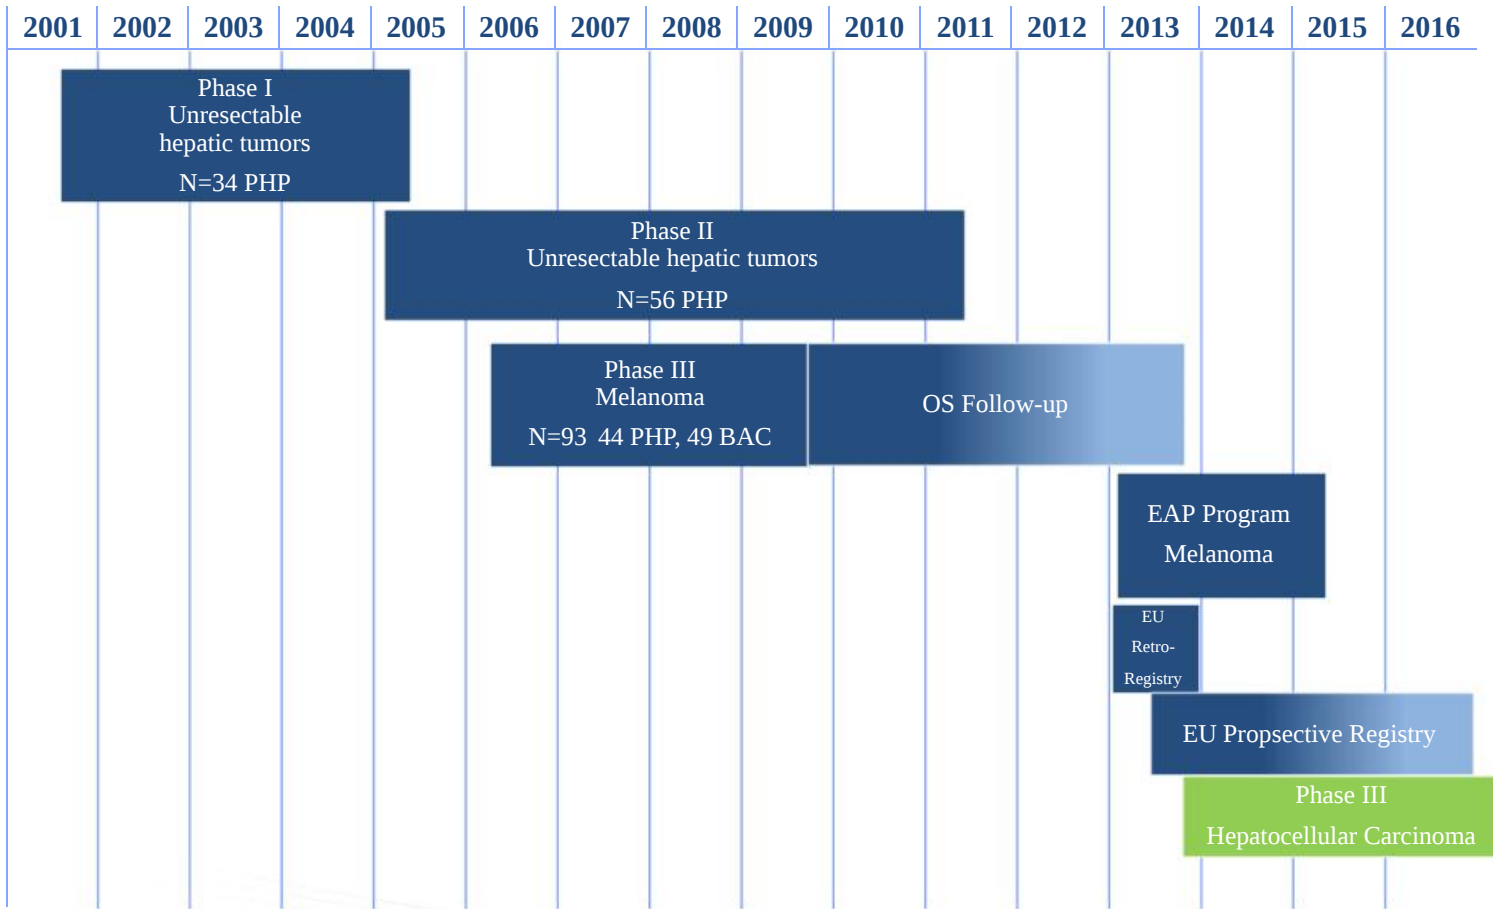 2001 2002 2003 2004 2005 2006 2007 2008 2009 2010 2011 2012 2013 2014 2015 2016
Phase I
Unresectable
hepatic tumors
N=34 PHP
Phase II
Unresectable hepatic tumors
N=56 PHP
Phase III
Melanoma
N=93 44 PHP, 49 BAC
OS Follow-up
EAP Program
Melanoma
EU
Retro-
Registry
EU Propsective Registry
Phase III
Hepatocellular Carcinoma